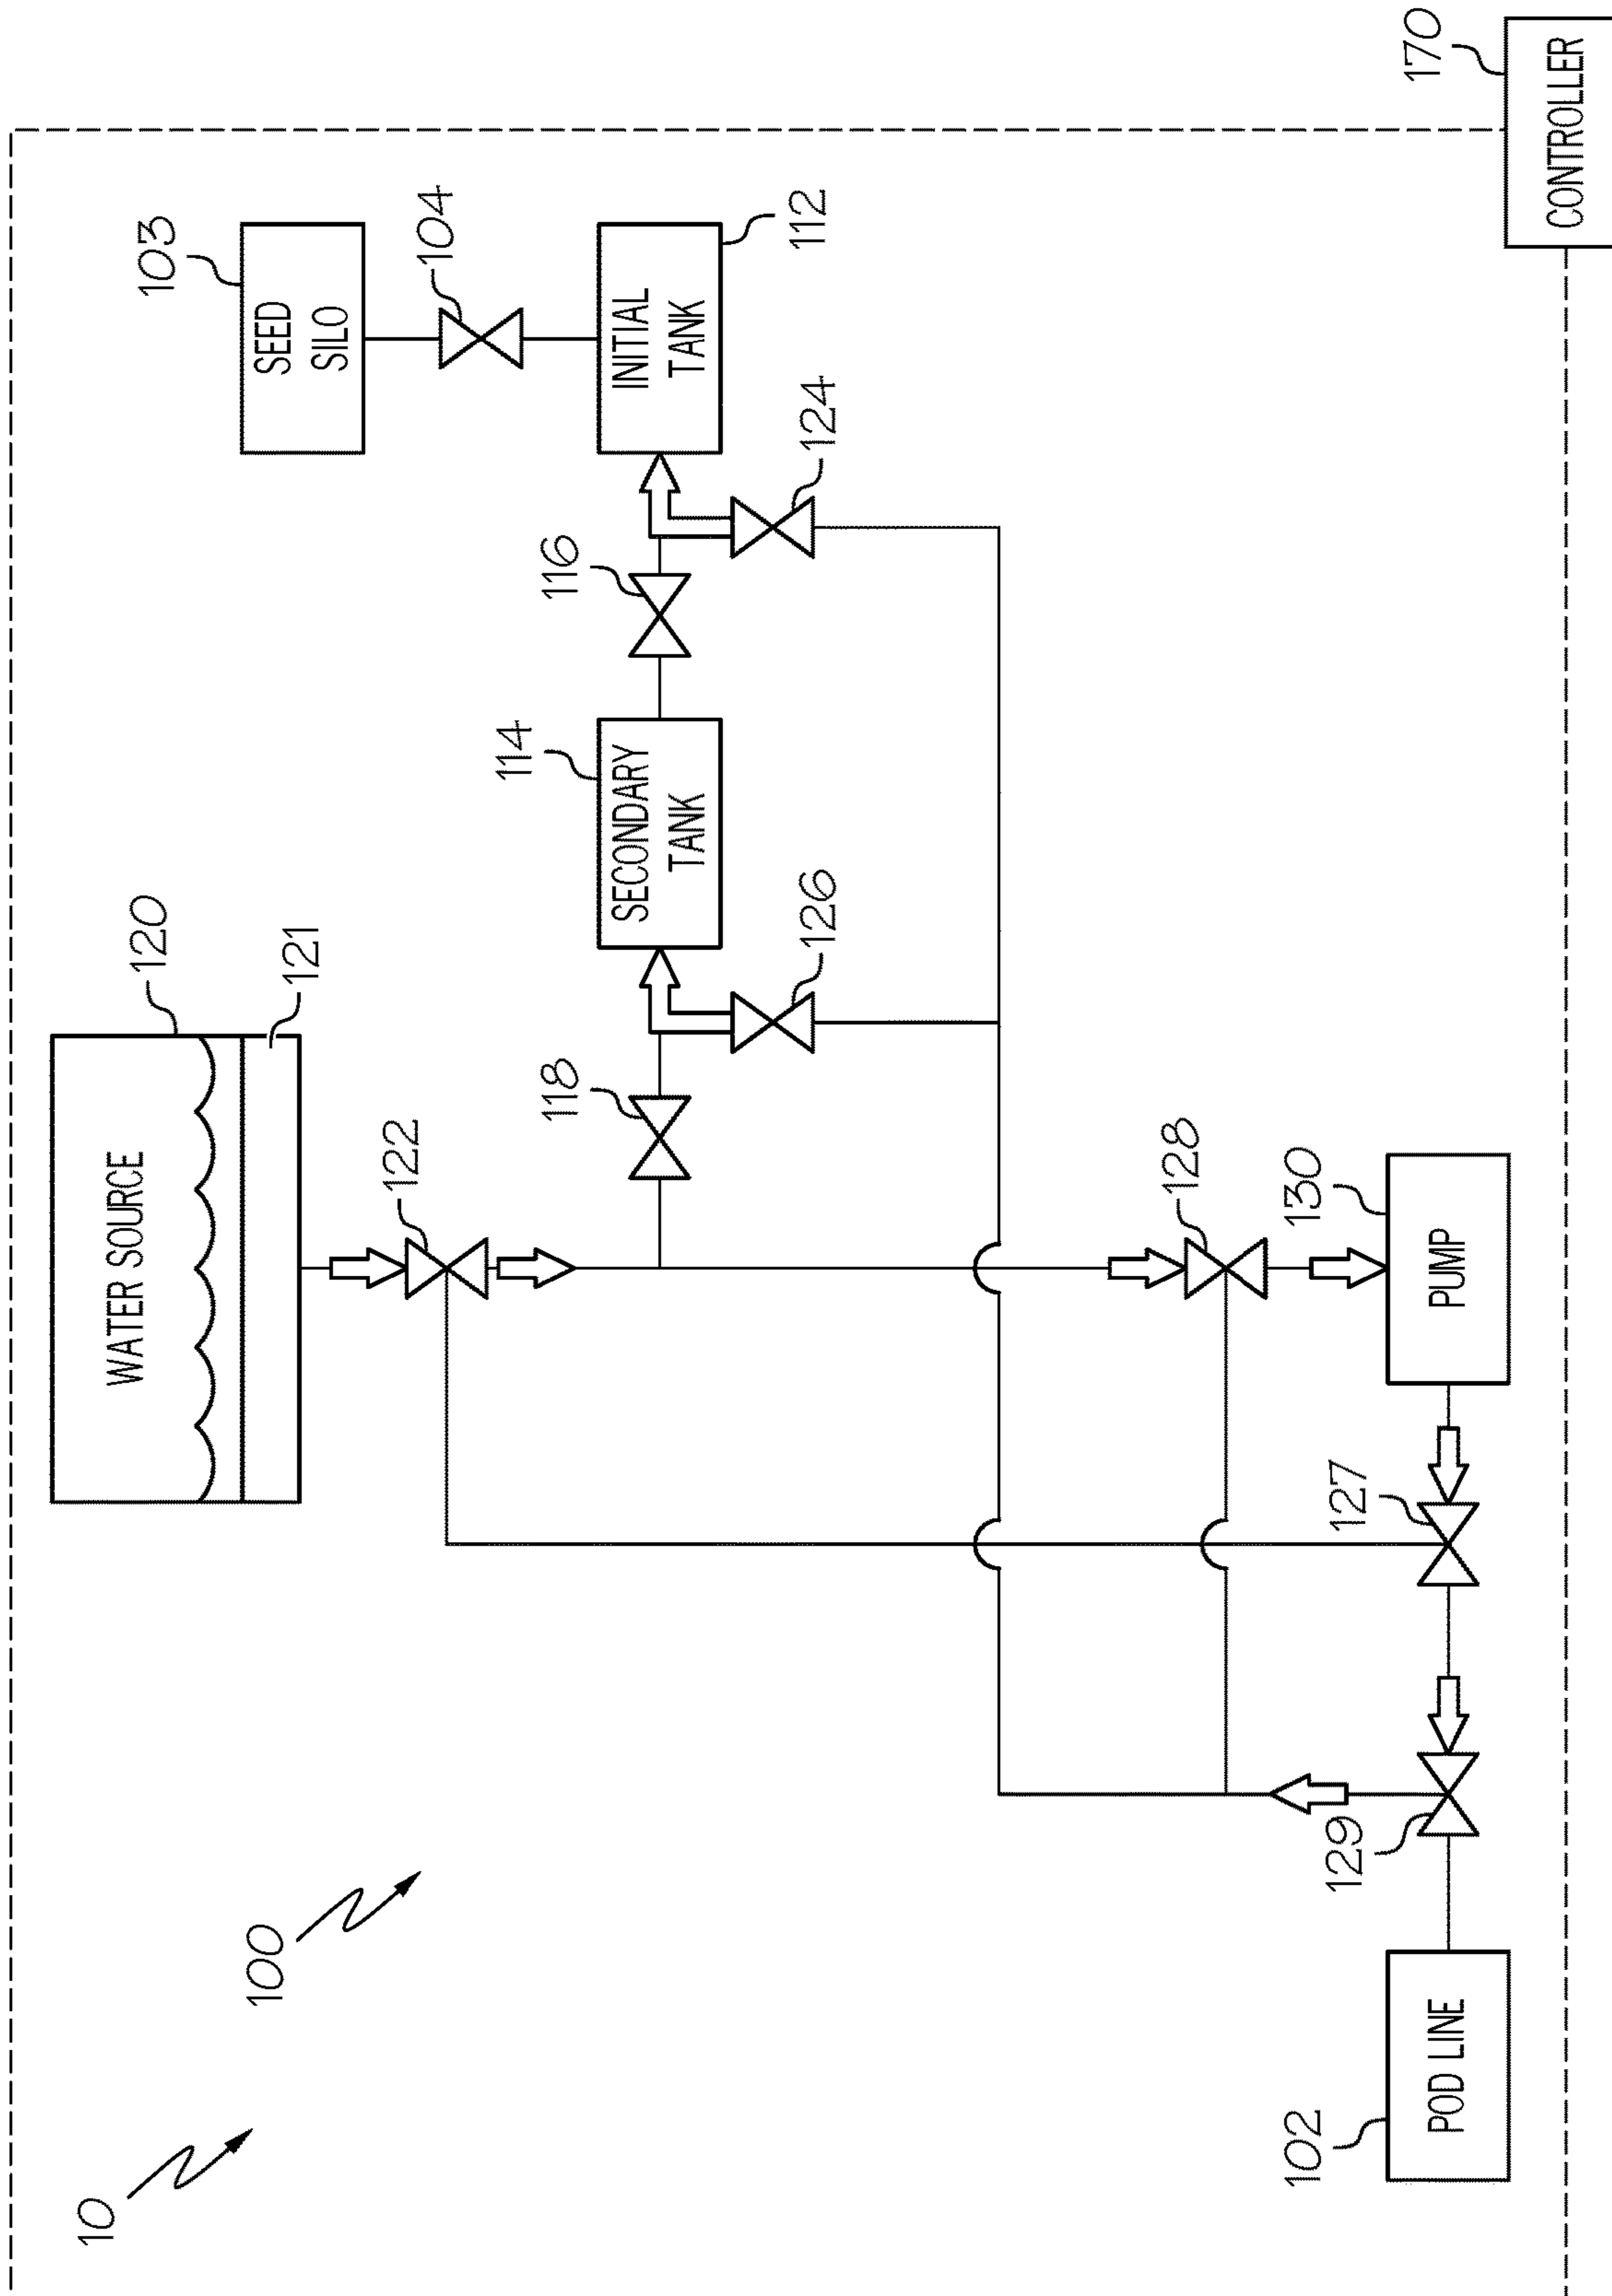 10
100
120
WATER SOURCE
121
122
103
SEED
SILO
104
114
SECONDARY
TANK
116
INITIAL
TANK
112
118
126
124
128
130
PUMP
127
129
102
POD LINE
170
CONTROLLER